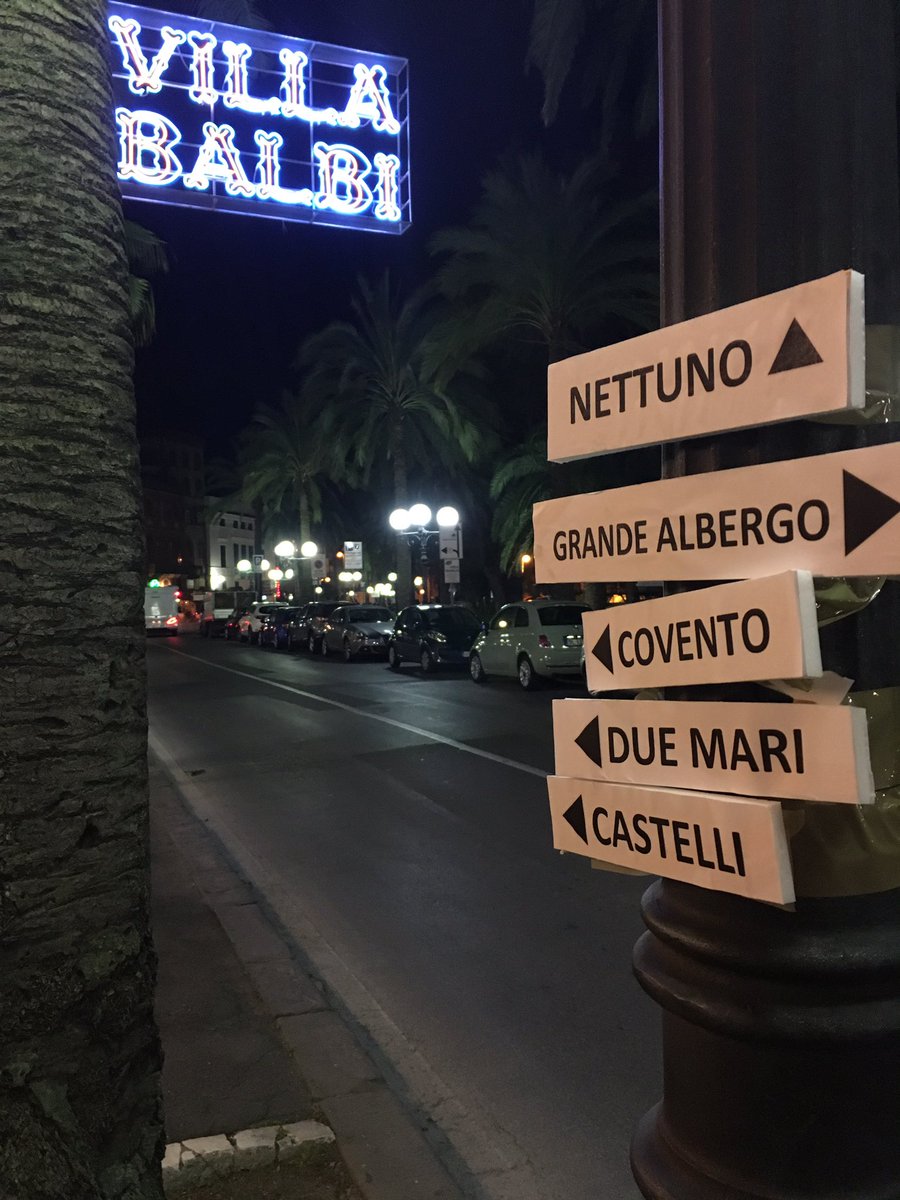 VILLA
BALBI
NETTUNO
GRANDE ALBERGO
COVENTO
DUE MARI
CASTELLI